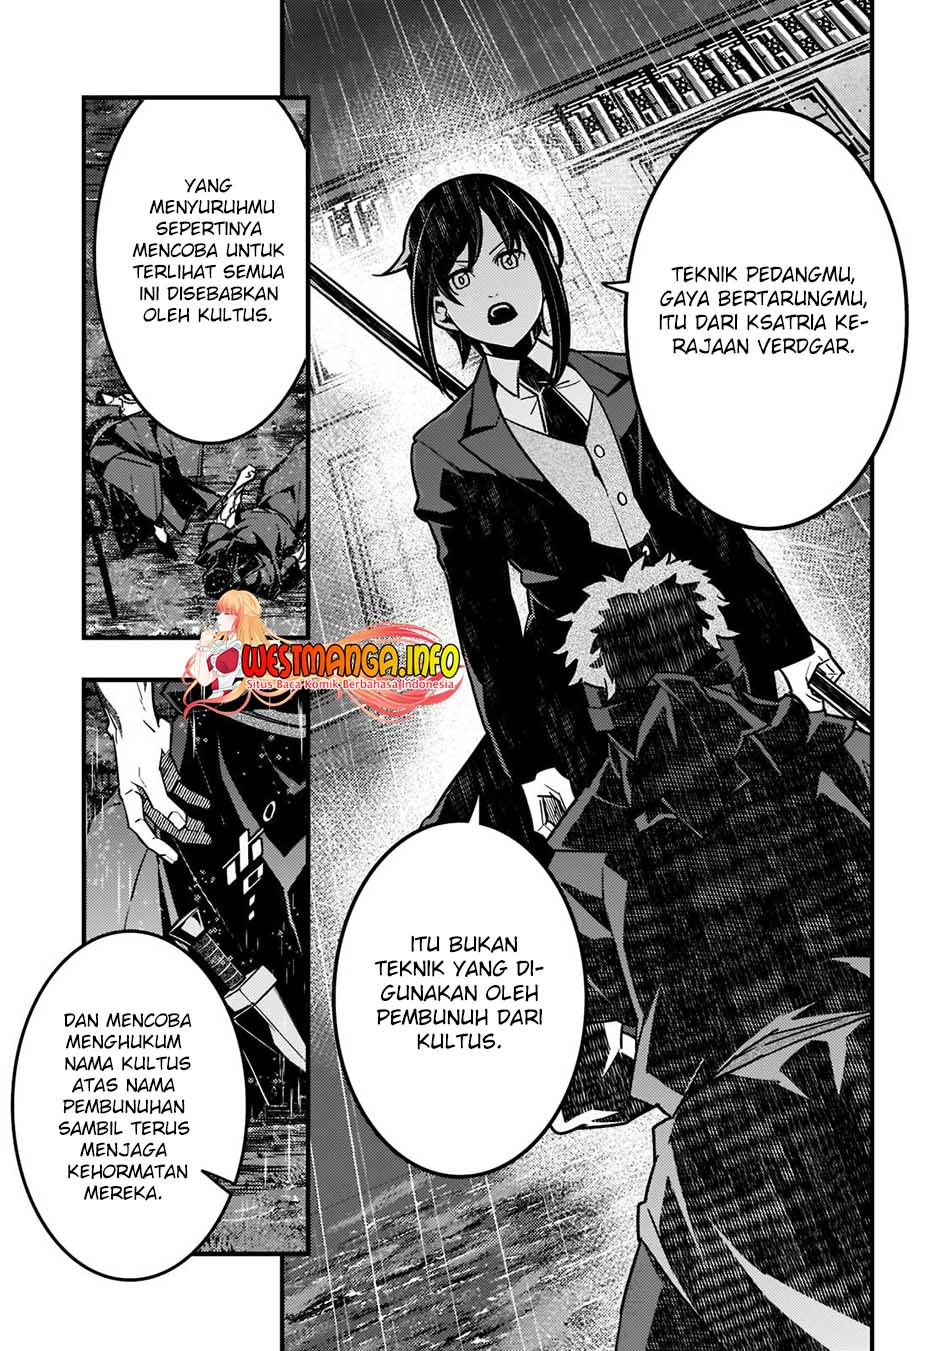 TEKNIK PEDANGMU,
GAYA BERTARUNGMU,
ITU DARI KSATRIA KE-
RAJAAN VERDGAR.
ITU BUKAN
TEKNIK YANG DI-
GUNAKAN OLEH
PEMBUNUH DARI
KULTUS.
YANG
MENYURUHMU
SEPERTINYA
MENCOBA UNTUK
TERLIHAT SEMUA
INI DISEBABKAN
OLEH KULTUS.
WESTMANGA.INFO
Situs Baca Komik Berbahasa Indonesia
DAN MENCOBA
MENGHUKUM
NAMA KULTUS
ATAS NAMA
PEMBUNUHAN
SAMBIL TERUS
MENJAGA
KEHORMATAN
MEREKA.